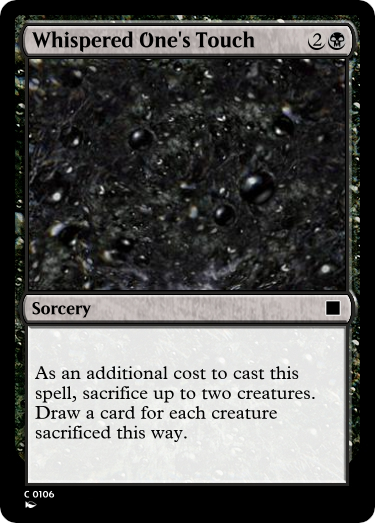 Whispered One's Touch 2
Sorcery
As an additional cost to cast this
spell, sacrifice up to two creatures.
Draw a card for each creature
sacrificed this way.
C 0106